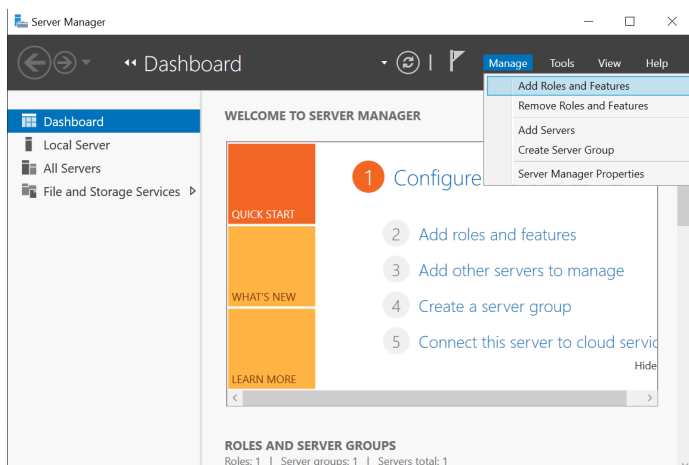 Server Manager
Dashboard
Manage Tools View Help
Add Roles and Features
Remove Roles and Features
Add Servers
Create Server Group
Server Manager Properties
Dashboard
Local Server
All Servers
File and Storage Services
WELCOME TO SERVER MANAGER
QUICK START
WHAT'S NEW
LEARN MORE
1 Configure
2 Add roles and features
3 Add other servers to manage
4 Create a server group
5 Connect this server to cloud servic
Hide
ROLES AND SERVER GROUPS
Roles: 1 | Server groups: 1 | Servers total: 1